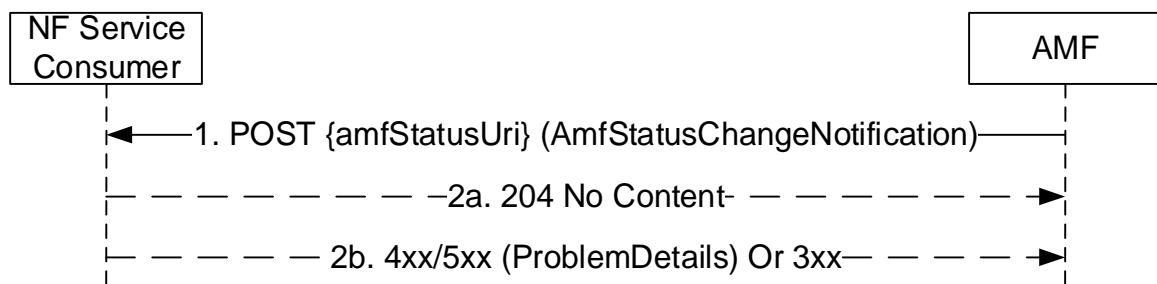 NF Service
Consumer
AMF
1. POST {amfStatusUri} (AmfStatusChangeNotification)
2a. 204 No Content
2b. 4xx/5xx (ProblemDetails) Or 3xx